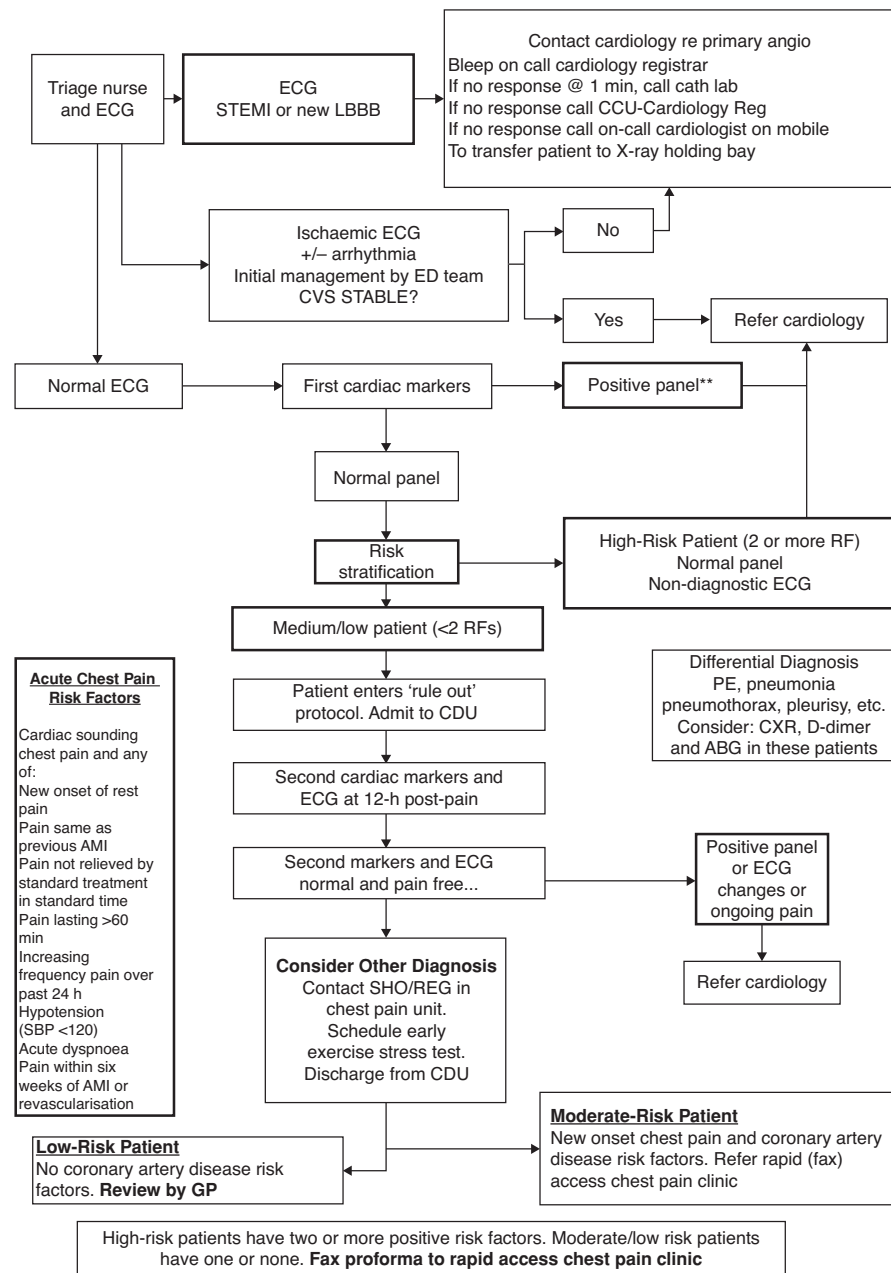 Triage nurse
and ECG
ECG
STEMI or new LBBB
Contact cardiology re primary angio
Bleep on call cardiology registrar
If no response @ 1 min, call cath lab
If no response call CCU-Cardiology Reg
If no response call on-call cardiologist on mobile
To transfer patient to X-ray holding bay
Ischaemic ECG
+/– arrhythmia
Initial management by ED team
CVS STABLE?
No
Yes
Refer cardiology
Normal ECG
First cardiac markers
Positive panel**
Normal panel
Risk
stratification
High-Risk Patient (2 or more RF)
Normal panel
Non-diagnostic ECG
Medium/low patient (<2 RFs)
Acute Chest Pain
Risk Factors
Cardiac sounding
chest pain and any
of:
New onset of rest
pain
Pain same as
previous AMI
Pain not relieved by
standard treatment
in standard time
Pain lasting >60
min
Increasing
frequency pain over
past 24 h
Hypotension
(SBP <120)
Acute dyspnoea
Pain within six
weeks of AMI or
revascularisation
Patient enters ‘rule out’
protocol. Admit to CDU
Differential Diagnosis
PE, pneumonia
pneumothorax, pleurisy, etc.
Consider: CXR, D-dimer
and ABG in these patients
Second cardiac markers and
ECG at 12-h post-pain
Second markers and ECG
normal and pain free...
Positive panel
or ECG
changes or
ongoing pain
Refer cardiology
Consider Other Diagnosis
Contact SHO/REG in
chest pain unit.
Schedule early
exercise stress test.
Discharge from CDU
Low-Risk Patient
No coronary artery disease risk
factors. Review by GP
Moderate-Risk Patient
New onset chest pain and coronary artery
disease risk factors. Refer rapid (fax)
access chest pain clinic
High-risk patients have two or more positive risk factors. Moderate/low risk patients
have one or none. Fax proforma to rapid access chest pain clinic